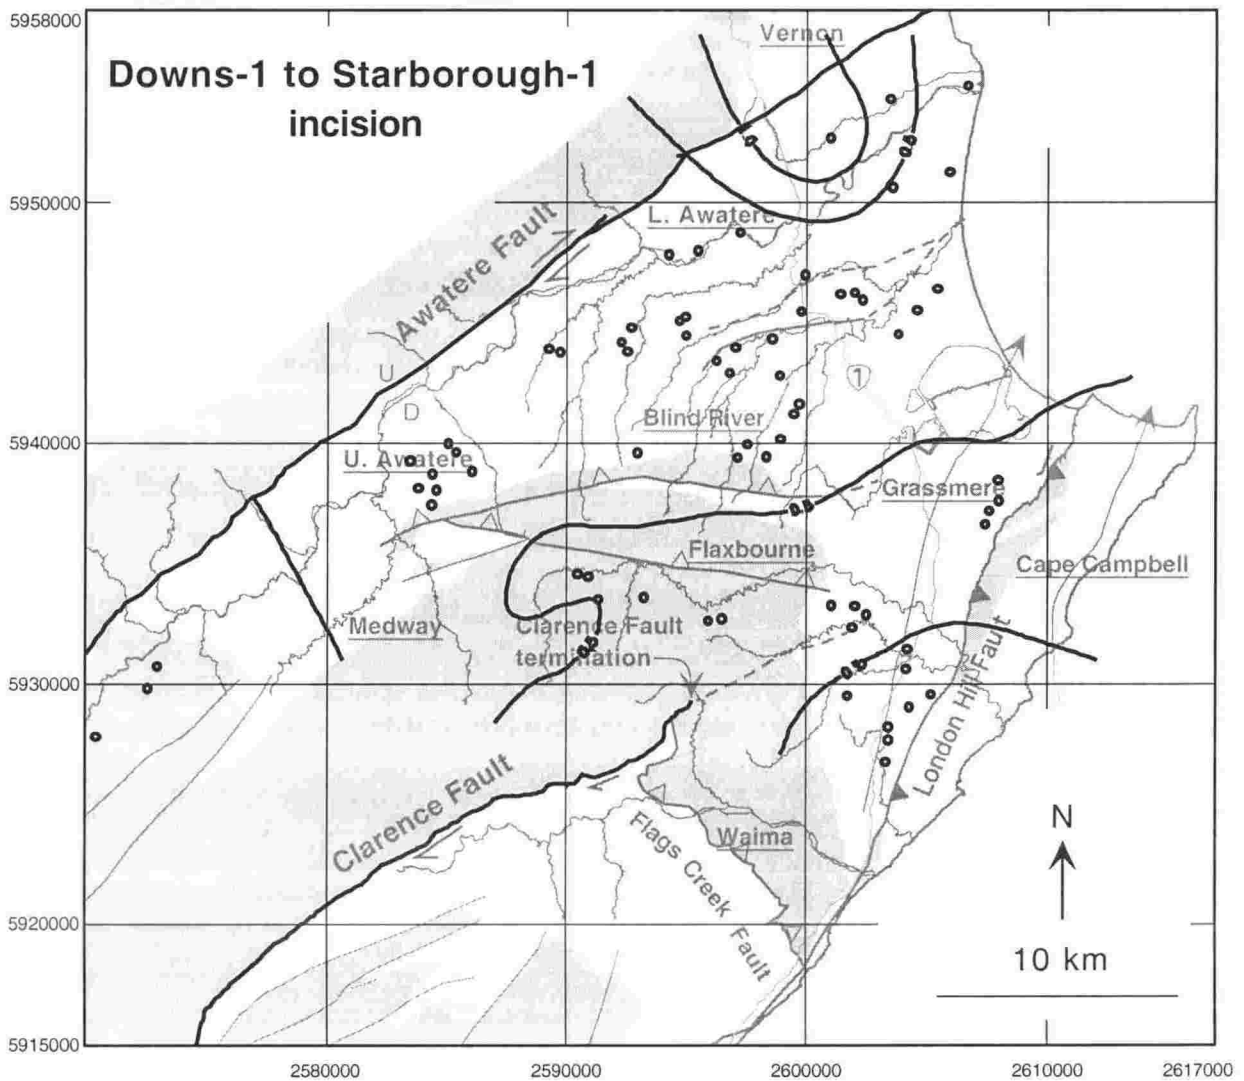 5958000
Vernon
Downs-1 to Starborough-1
incision
5950000
L. Awatere
Awatere Fault
U
D
1
Blind River
5940000
U. Awatere
Grassmere
Flaxbourne
Cape Campbell
Medway
Clarence Fault
termination
5930000
London Hill Fault
Clarence Fault
Flags Creek Fault
Waima
N
5920000
10 km
5915000
2580000
2590000
2600000
2610000
2617000